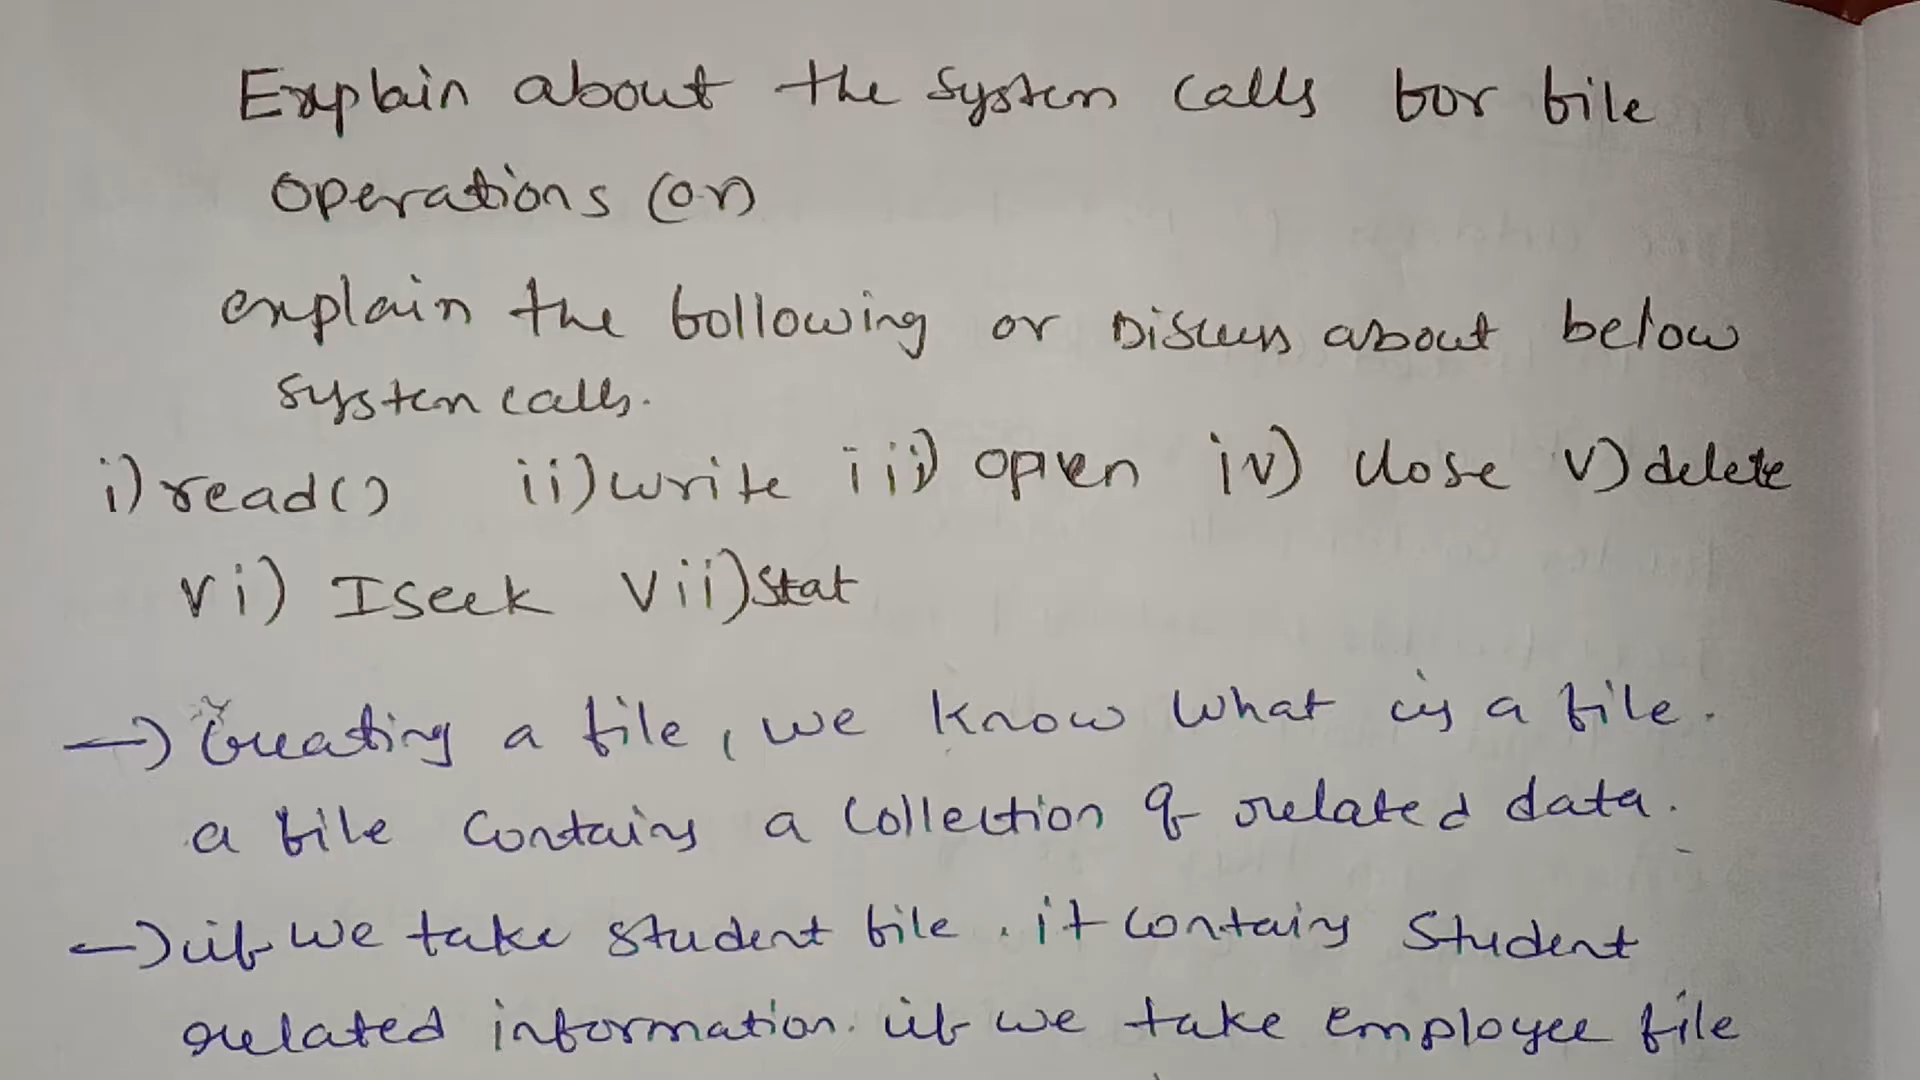 Explain about the system calls for file
operations (or)
explain the following or Discuss about below
system calls.
i) read() ii) write iii) open iv) close v) delete
vi) Iseek vii) stat
→ Creating a file, we know what is a file.
a file contains a collection of related data.
→ if we take student file. it contains student
related information. if we take employee file